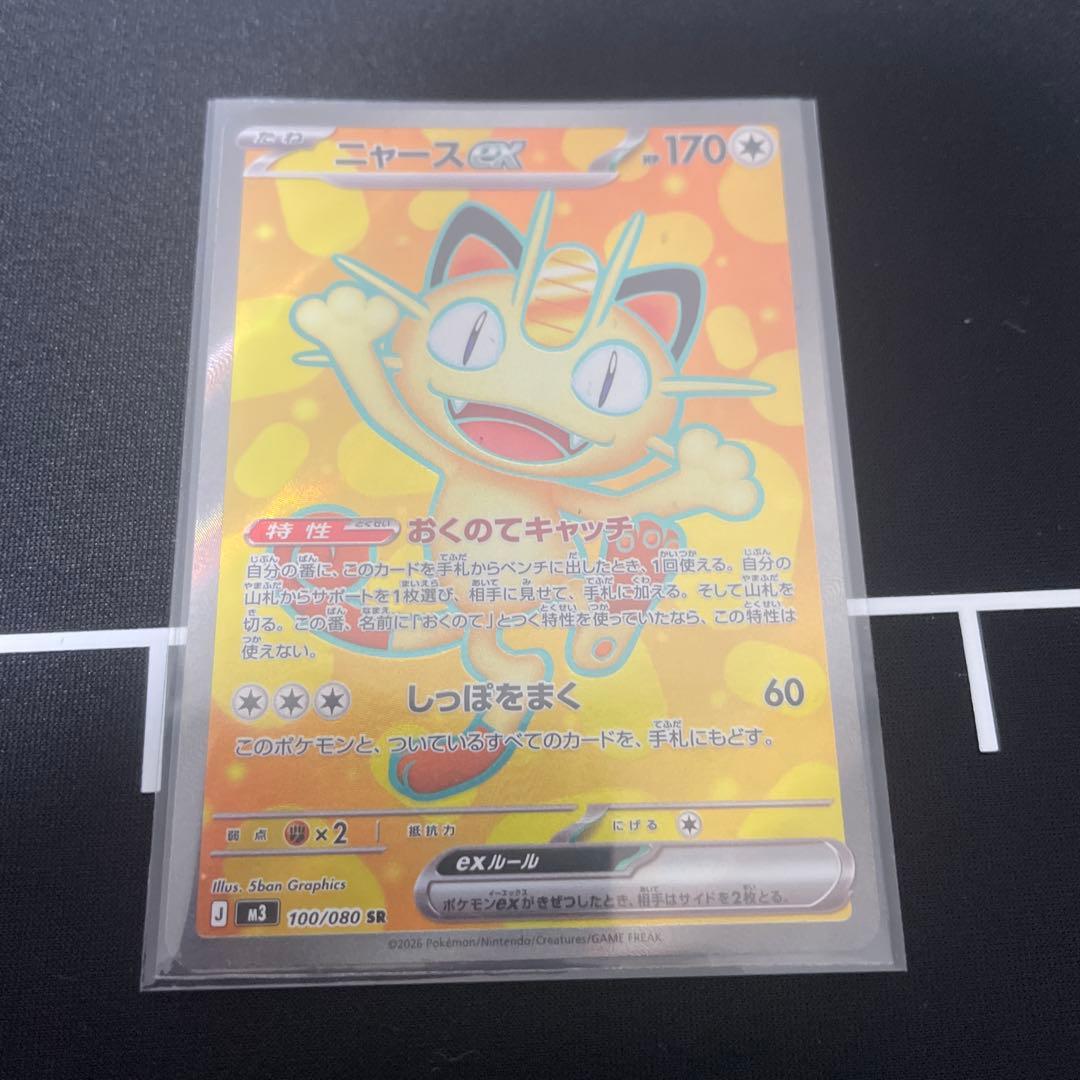 たね ニャースex HP 170
特性 とくせい おくのてキャッチ
自分の番に、このカードを手札からベンチに出したとき、1回使える。自分の
山札からサポートを1枚選び、相手に見せて、手札に加える。そして山札を
切る。この番、名前に「おくのて」とつく特性を使っていたなら、この特性は
使えない。
しっぽをまく 60
このポケモンと、ついているすべてのカードを、手札にもどす。
弱点 ×2 抵抗力 にげる
exルール
ポケモンexがきぜつしたとき、相手はサイドを2枚とる。
Illus. 5ban Graphics
J M3 100/080 SR
©2026 Pokémon/Nintendo/Creatures/GAME FREAK